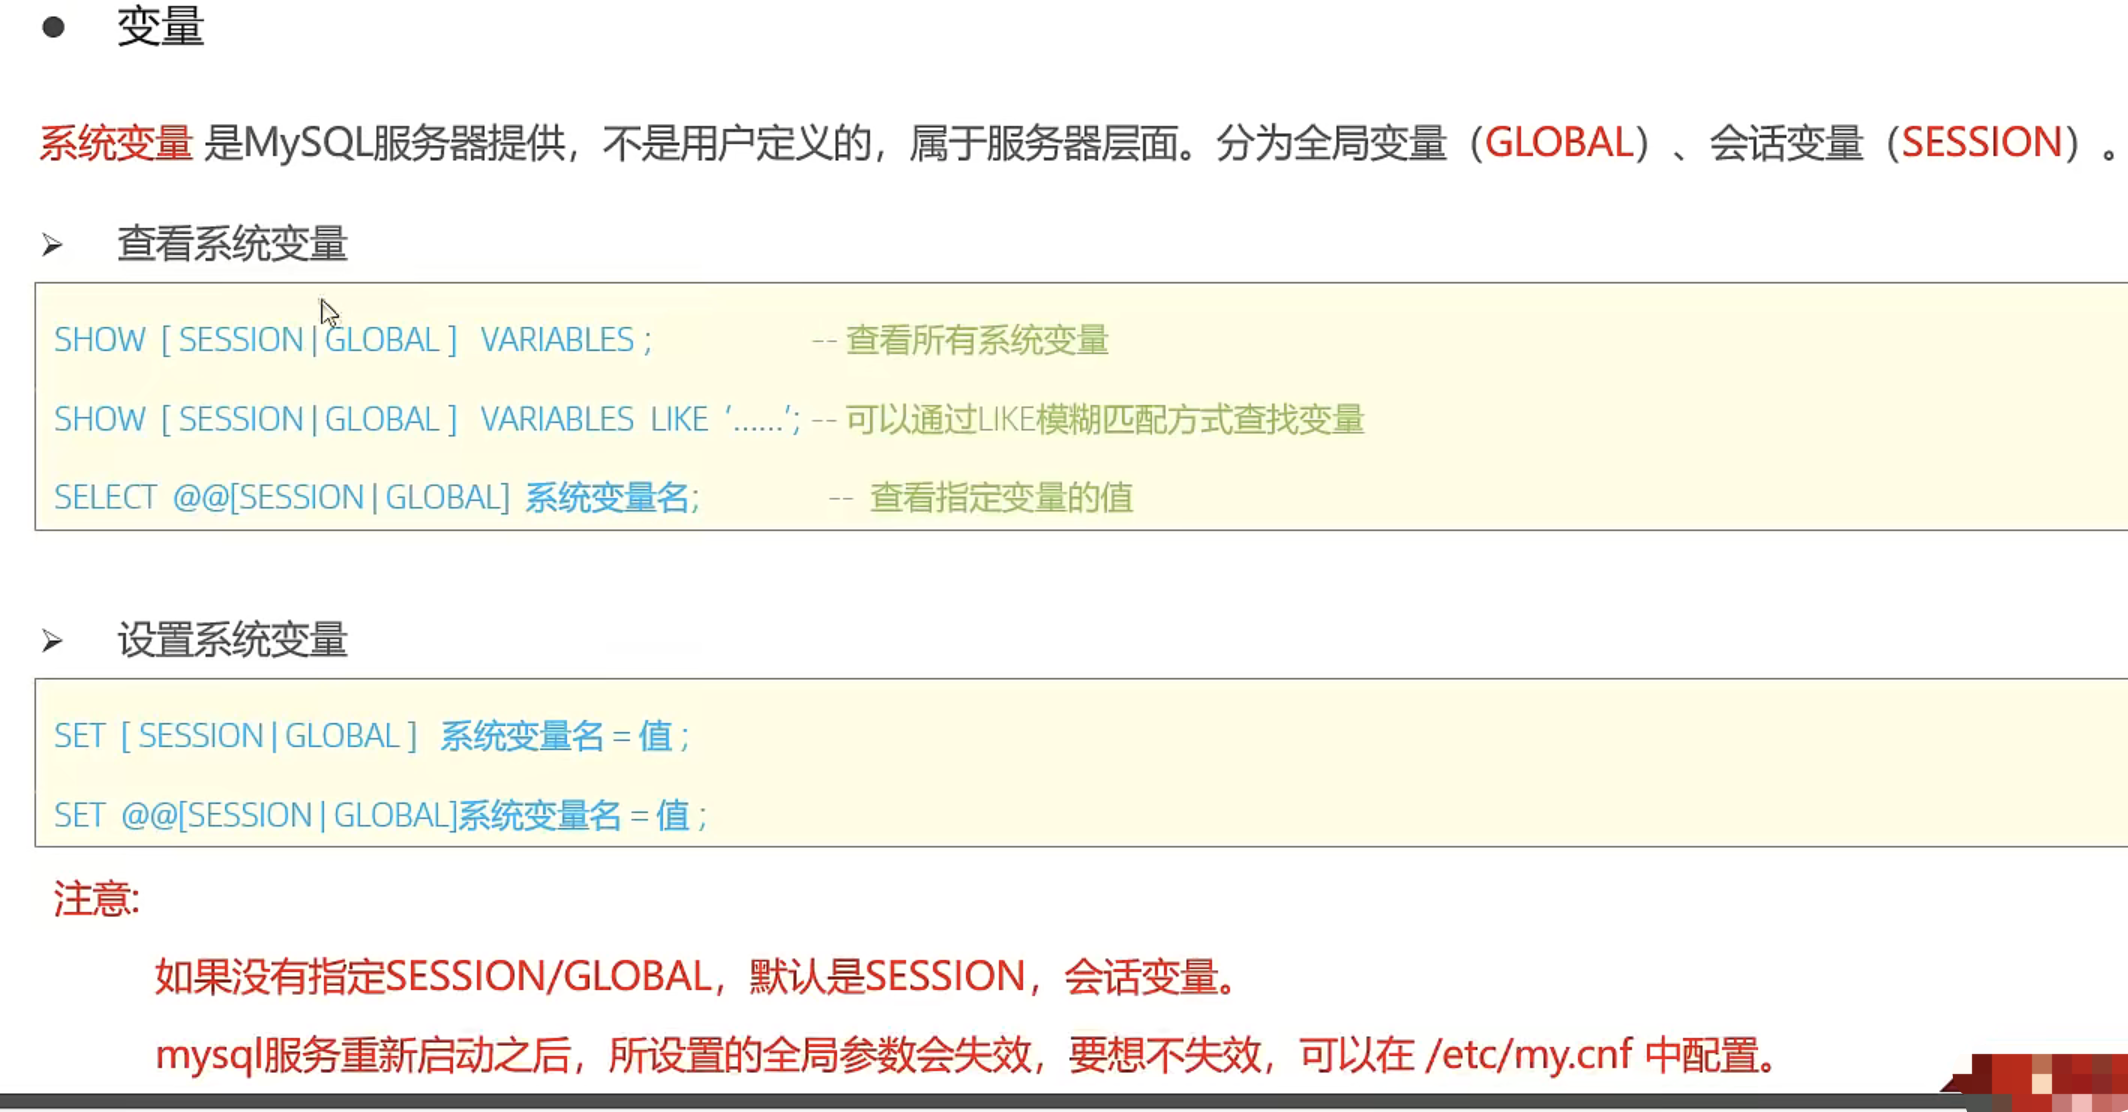 变量
系统变量 是MySQL服务器提供，不是用户定义的，属于服务器层面。分为全局变量（GLOBAL）、会话变量（SESSION）。
查看系统变量
SHOW [ SESSION | GLOBAL ] VARIABLES ; -- 查看所有系统变量
SHOW [ SESSION | GLOBAL ] VARIABLES LIKE ‘......’; -- 可以通过LIKE模糊匹配方式查找变量
SELECT @@[SESSION | GLOBAL] 系统变量名; -- 查看指定变量的值
设置系统变量
SET [ SESSION | GLOBAL ] 系统变量名 = 值 ;
SET @@[SESSION | GLOBAL]系统变量名 = 值 ;
注意:
如果没有指定SESSION/GLOBAL，默认是SESSION，会话变量。
mysql服务重新启动之后，所设置的全局参数会失效，要想不失效，可以在 /etc/my.cnf 中配置。